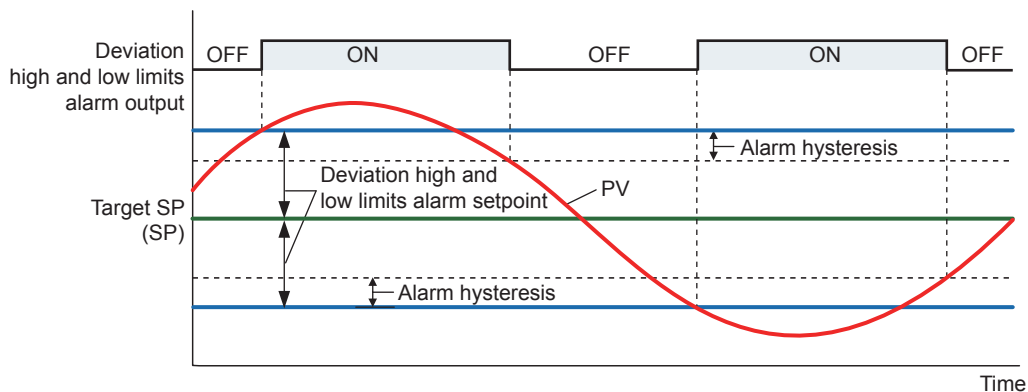 Deviation
high and low limits
alarm output
OFF
ON
OFF
ON
OFF
Alarm hysteresis
Deviation high and
low limits alarm setpoint
PV
Target SP
(SP)
Alarm hysteresis
Time